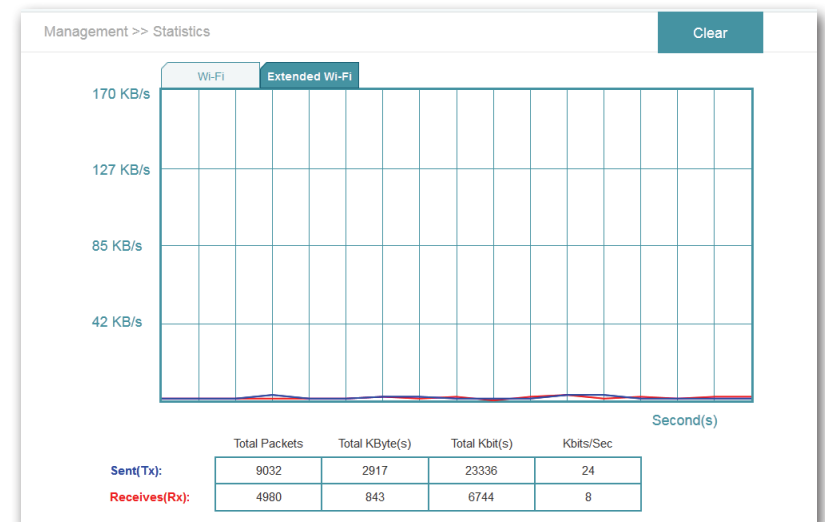 Management >> Statistics Clear
Wi-Fi Extended Wi-Fi
170 KB/s
127 KB/s
85 KB/s
42 KB/s
Second(s)
Total Packets Total KByte(s) Total Kbit(s) Kbits/Sec
Sent(Tx): 9032 2917 23336 24
Receives(Rx): 4980 843 6744 8